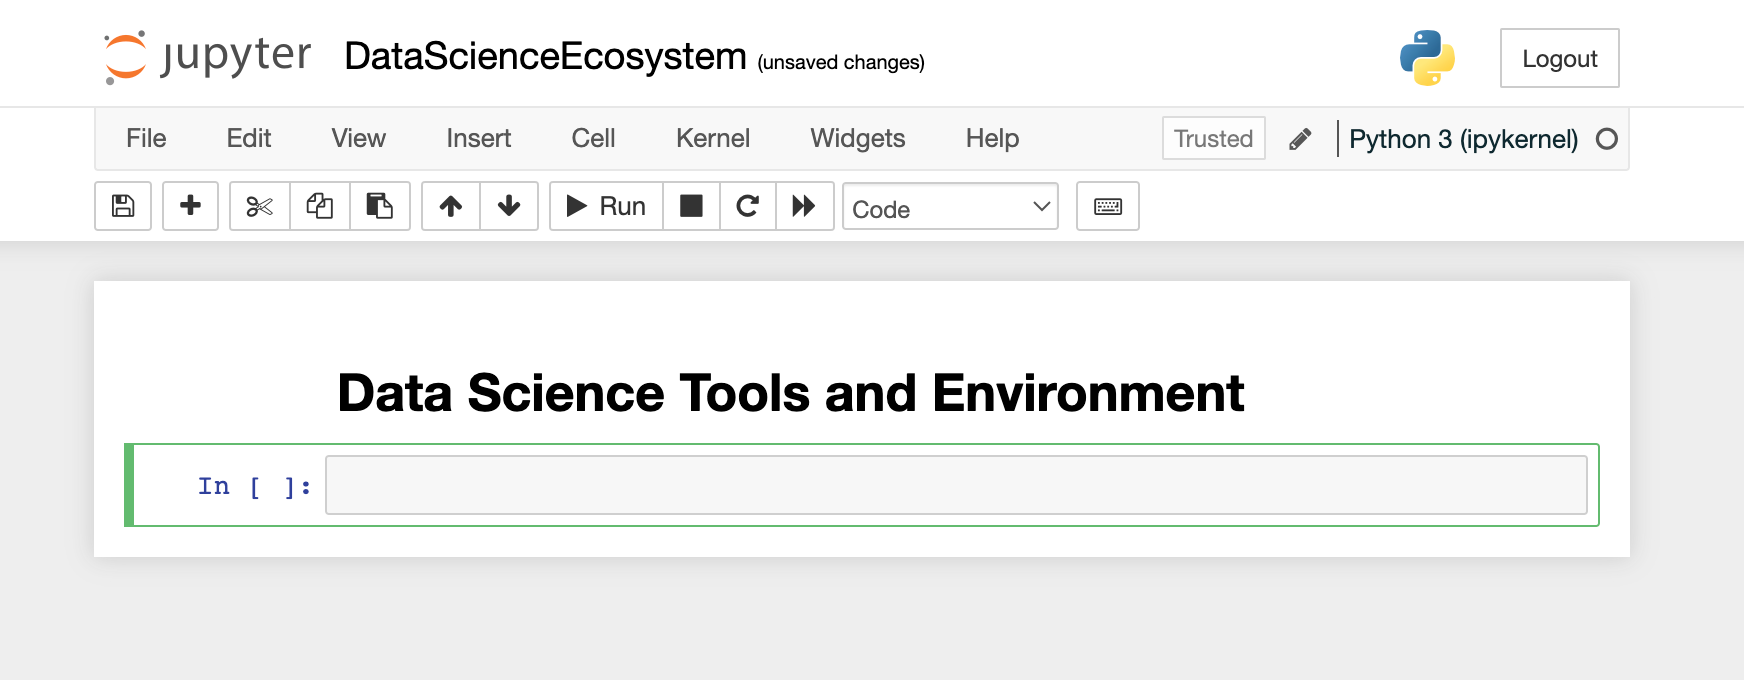 jupyter DataScienceEcosystem (unsaved changes) Logout
File Edit View Insert Cell Kernel Widgets Help Trusted Python 3 (ipykernel)
Run Code
Data Science Tools and Environment
In [ ]: